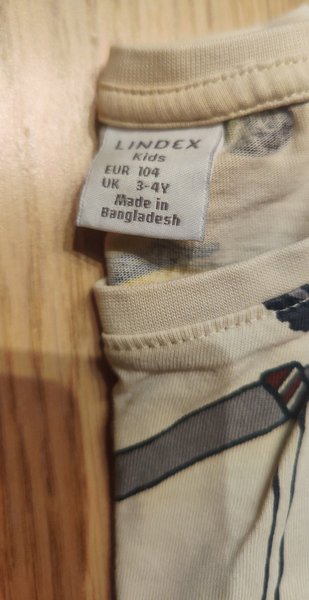 LINDEX
Kids
EUR 104
UK 3-4Y
Made in
Bangladesh